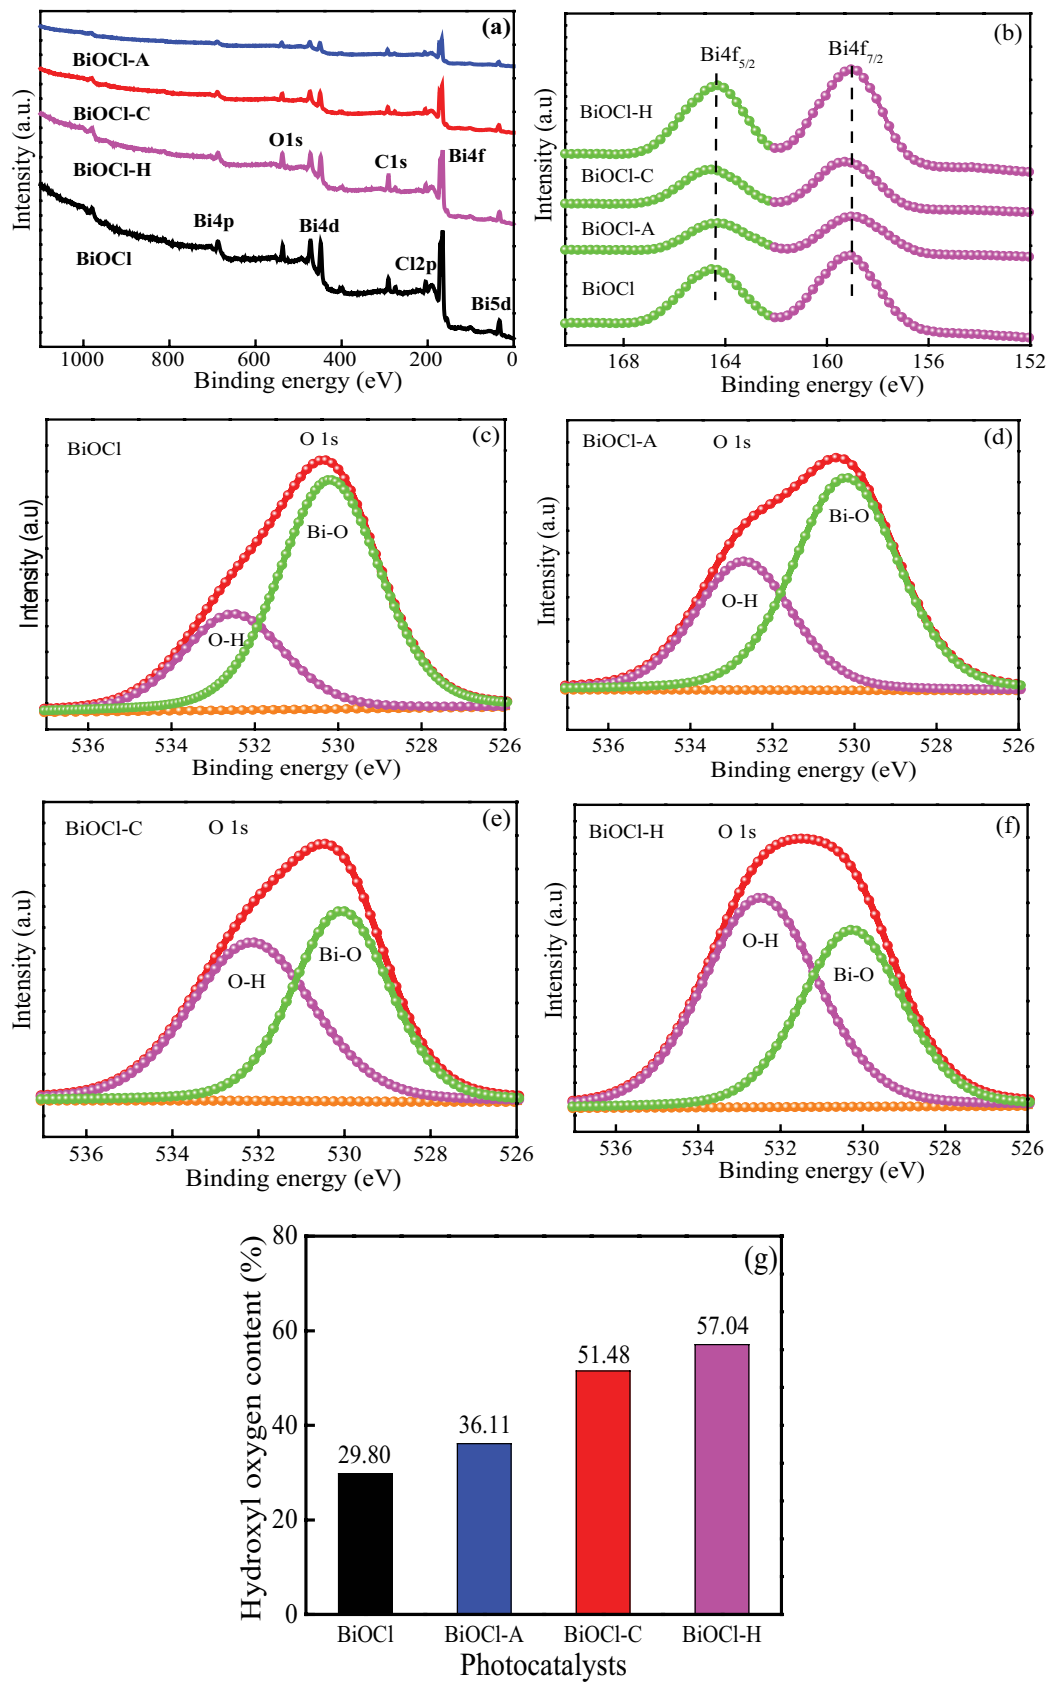 (a)
BiOCl-A
BiOCl-C
BiOCl-H
BiOCl
O1s
C1s
Bi4f
Bi4p
Bi4d
Cl2p
Bi5d
Intensity (a.u.)
1000 800 600 400 200 0
Binding energy (eV)
(b)
Bi4f5/2
Bi4f7/2
BiOCl-H
BiOCl-C
BiOCl-A
BiOCl
Intensity (a.u)
168 164 160 156 152
Binding energy (eV)
(c)
BiOCl
O 1s
Bi-O
O-H
Intensity (a.u)
536 534 532 530 528 526
Binding energy (eV)
(d)
BiOCl-A
O 1s
Bi-O
O-H
Intensity (a.u)
536 534 532 530 528 526
Binding energy (eV)
(e)
BiOCl-C
O 1s
O-H
Bi-O
Intensity (a.u)
536 534 532 530 528 526
Binding energy (eV)
(f)
BiOCl-H
O 1s
O-H
Bi-O
Intensity (a.u)
536 534 532 530 528 526
Binding energy (eV)
(g)
Hydroxyl oxygen content (%)
80
60
40
20
0
29.80
36.11
51.48
57.04
BiOCl BiOCl-A BiOCl-C BiOCl-H
Photocatalysts